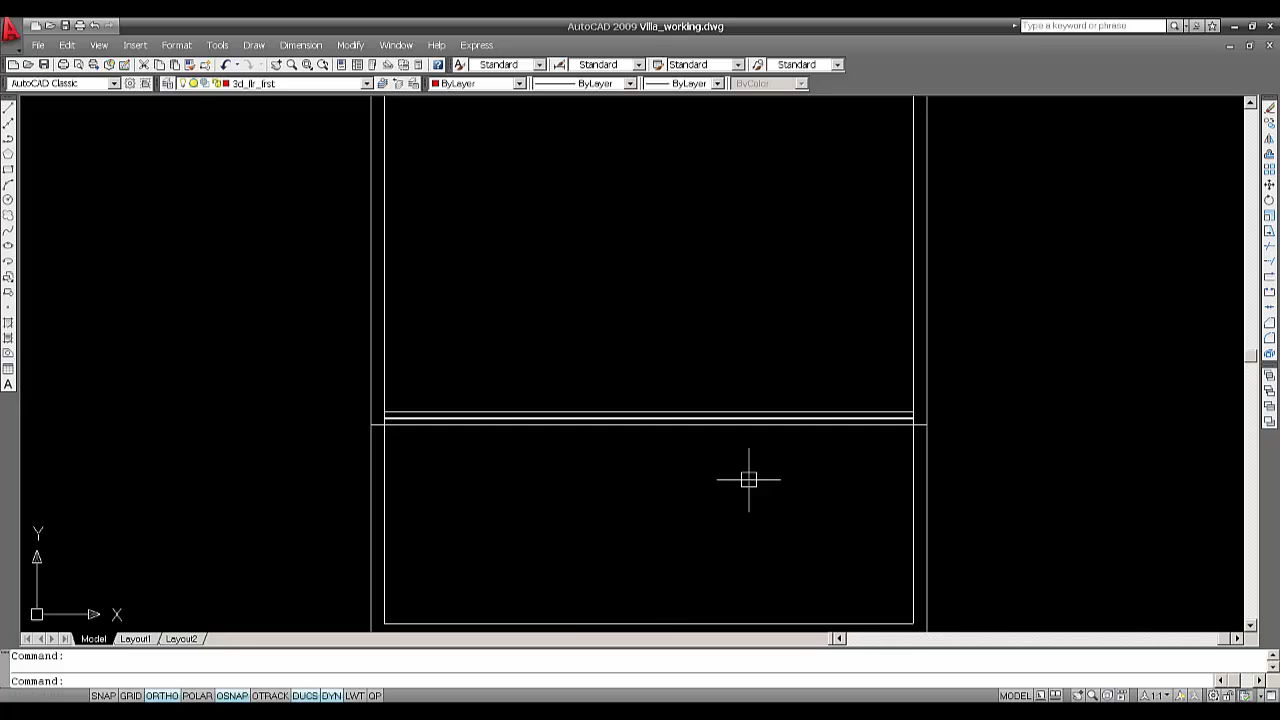 AutoCAD 2009 Villa_working.dwg
Type a keyword or phrase
File Edit View Insert Format Tools Draw Dimension Modify Window Help Express
Standard Standard Standard Standard
AutoCAD Classic 3d_flr_frst ByLayer ByLayer ByLayer ByColor
A
Y
X
Model Layout1 Layout2
Command:
Command:
SNAP GRID ORTHO POLAR OSNAP OTRACK DUCS DYN LWT QP MODEL 1:1